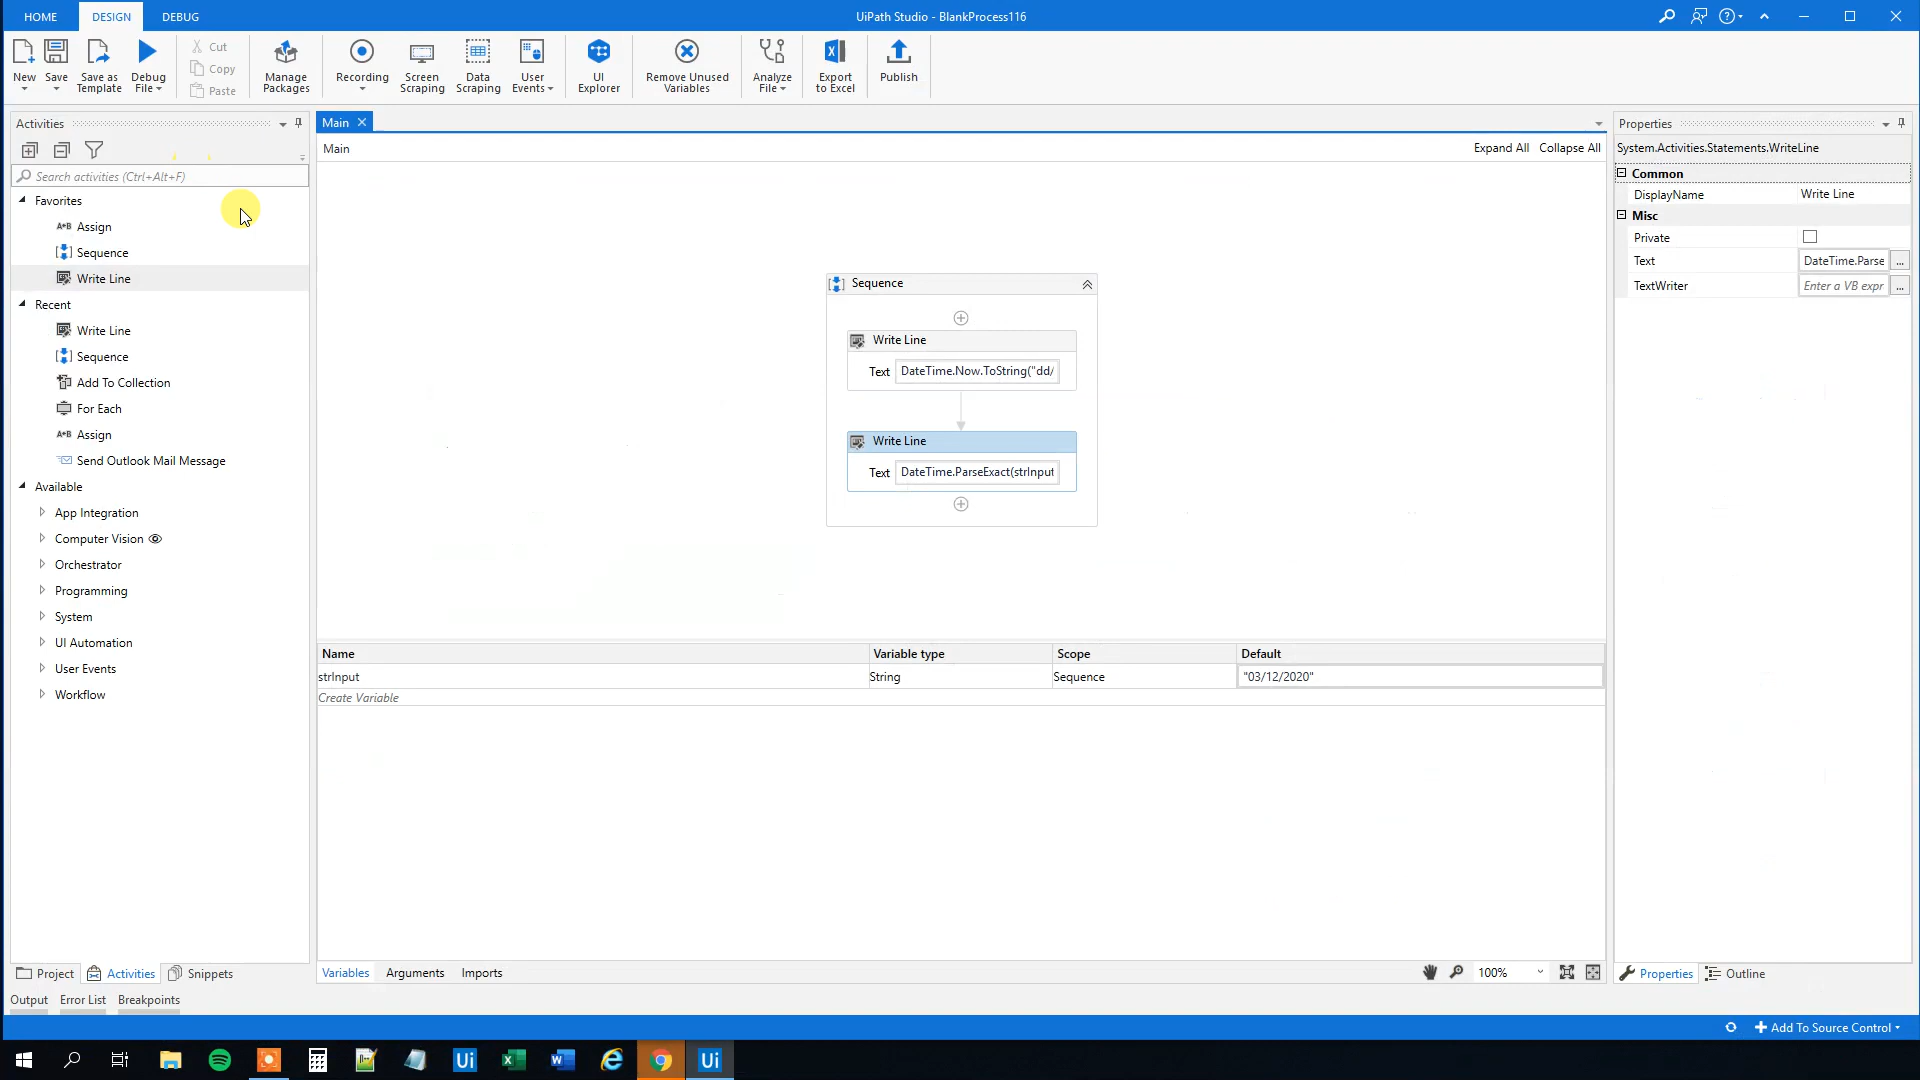 HOME DESIGN DEBUG UiPath Studio - BlankProcess116
New Save Save as Template Debug File Cut Copy Paste Manage Packages Recording Screen Scraping Data Scraping User Events UI Explorer Remove Unused Variables Analyze File Export to Excel Publish
Activities
Search activities (Ctrl+Alt+F)
Favorites
A*B Assign
Sequence
Write Line
Recent
Write Line
Sequence
Add To Collection
For Each
A*B Assign
Send Outlook Mail Message
Available
App Integration
Computer Vision
Orchestrator
Programming
System
UI Automation
User Events
Workflow
Project Activities Snippets
Main
Main Expand All Collapse All
Sequence
Write Line
Text DateTime.Now.ToString("dd/
Write Line
Text DateTime.ParseExact(strInput
Name Variable type Scope Default
strInput String Sequence "03/12/2020"
Create Variable
Variables Arguments Imports 100%
Properties
System.Activities.Statements.WriteLine
Common
DisplayName Write Line
Misc
Private
Text DateTime.Parse ...
TextWriter Enter a VB expr ...
Properties Outline
Output Error List Breakpoints
Add To Source Control
Ui Ui